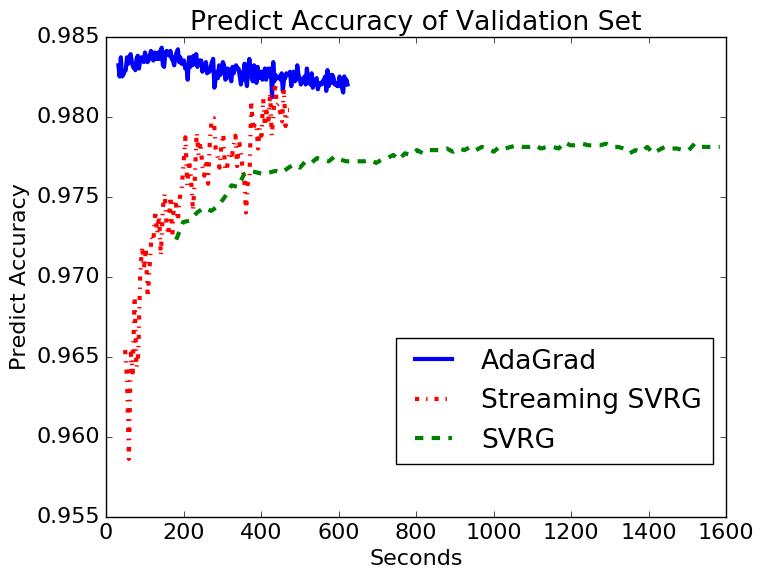 Predict Accuracy of Validation Set
0.985
0.980
0.975
0.970
0.965
0.960
0.955
Predict Accuracy
AdaGrad
Streaming SVRG
SVRG
0 200 400 600 800 1000 1200 1400 1600
Seconds